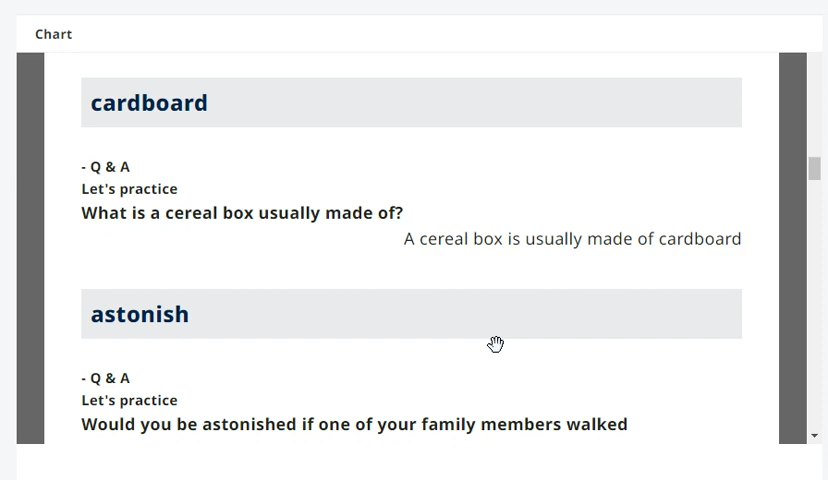 Chart
cardboard
- Q & A
Let's practice
What is a cereal box usually made of?
A cereal box is usually made of cardboard
astonish
- Q & A
Let's practice
Would you be astonished if one of your family members walked